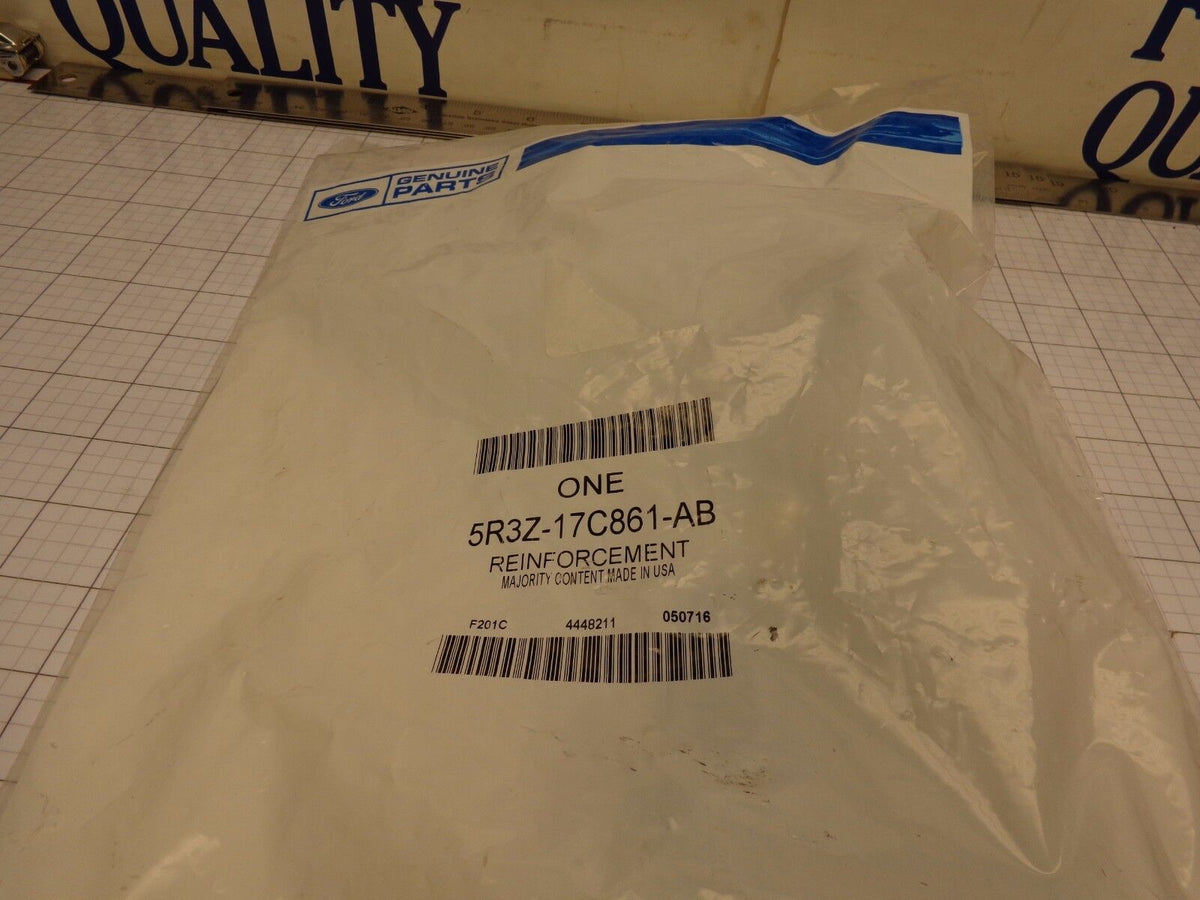 QUALITY
QU
Ford
GENUINE
PARTS
ONE
5R3Z-17C861-AB
REINFORCEMENT
MAJORITY CONTENT MADE IN USA
F201C 4448211 050716